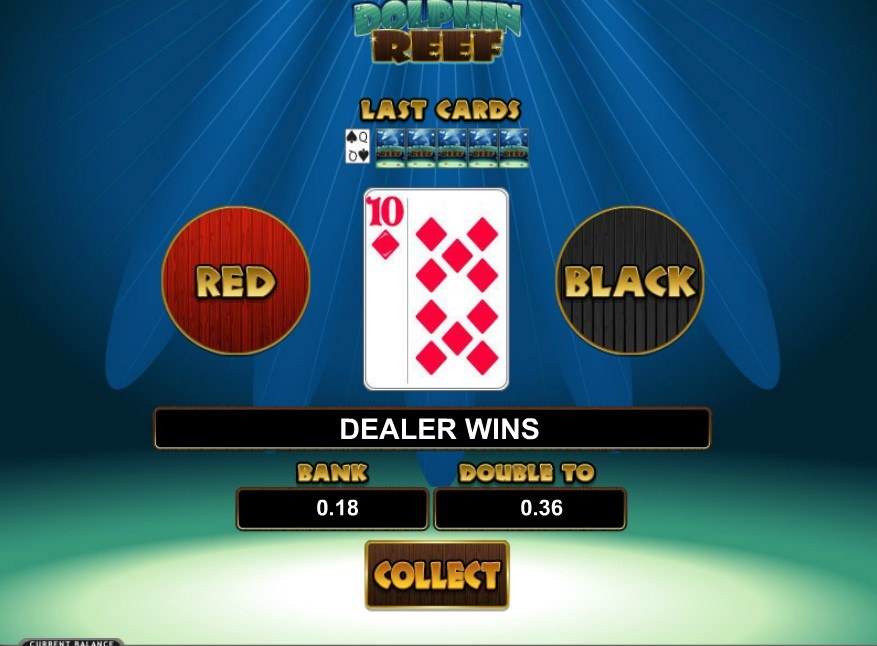 DOLPHIN
REEF
LAST CARDS
Q
Q
10
RED
BLACK
DEALER WINS
BANK
DOUBLE TO
0.18
0.36
COLLECT
CURRENT BALANCE